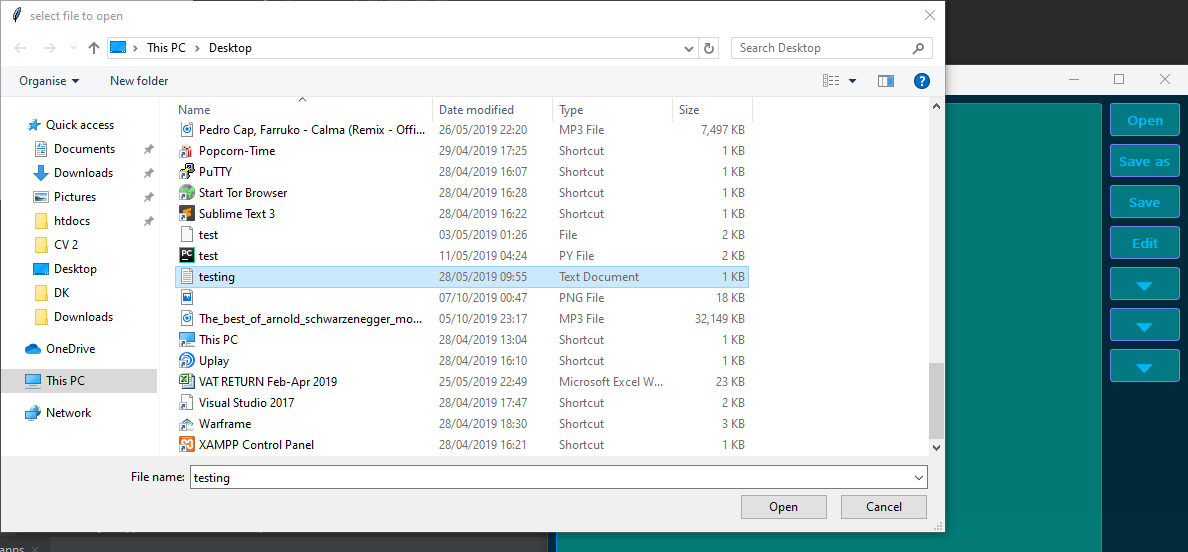 select file to open
This PC > Desktop
Search Desktop
Organise
New folder
Quick access
Documents
Downloads
Pictures
htdocs
CV 2
Desktop
DK
Downloads
OneDrive
This PC
Network
Name Date modified Type Size
Pedro Cap, Farruko - Calma (Remix - Offi... 26/05/2019 22:20 MP3 File 7,497 KB
Popcorn-Time 29/04/2019 17:25 Shortcut 1 KB
PuTTY 28/04/2019 16:07 Shortcut 1 KB
Start Tor Browser 28/04/2019 16:28 Shortcut 1 KB
Sublime Text 3 28/04/2019 16:22 Shortcut 1 KB
test 03/05/2019 01:26 File 2 KB
test 11/05/2019 04:24 PY File 2 KB
testing 28/05/2019 09:55 Text Document 1 KB
07/10/2019 00:47 PNG File 18 KB
The_best_of_arnold_schwarzenegger_mo... 05/10/2019 23:17 MP3 File 32,149 KB
This PC 28/04/2019 13:04 Shortcut 1 KB
Uplay 28/04/2019 16:10 Shortcut 1 KB
VAT RETURN Feb-Apr 2019 25/05/2019 22:49 Microsoft Excel W... 23 KB
Visual Studio 2017 28/04/2019 17:47 Shortcut 2 KB
Warframe 28/04/2019 18:30 Shortcut 3 KB
XAMPP Control Panel 28/04/2019 16:21 Shortcut 1 KB
File name: testing
Open
Cancel
Open
Save as
Save
Edit